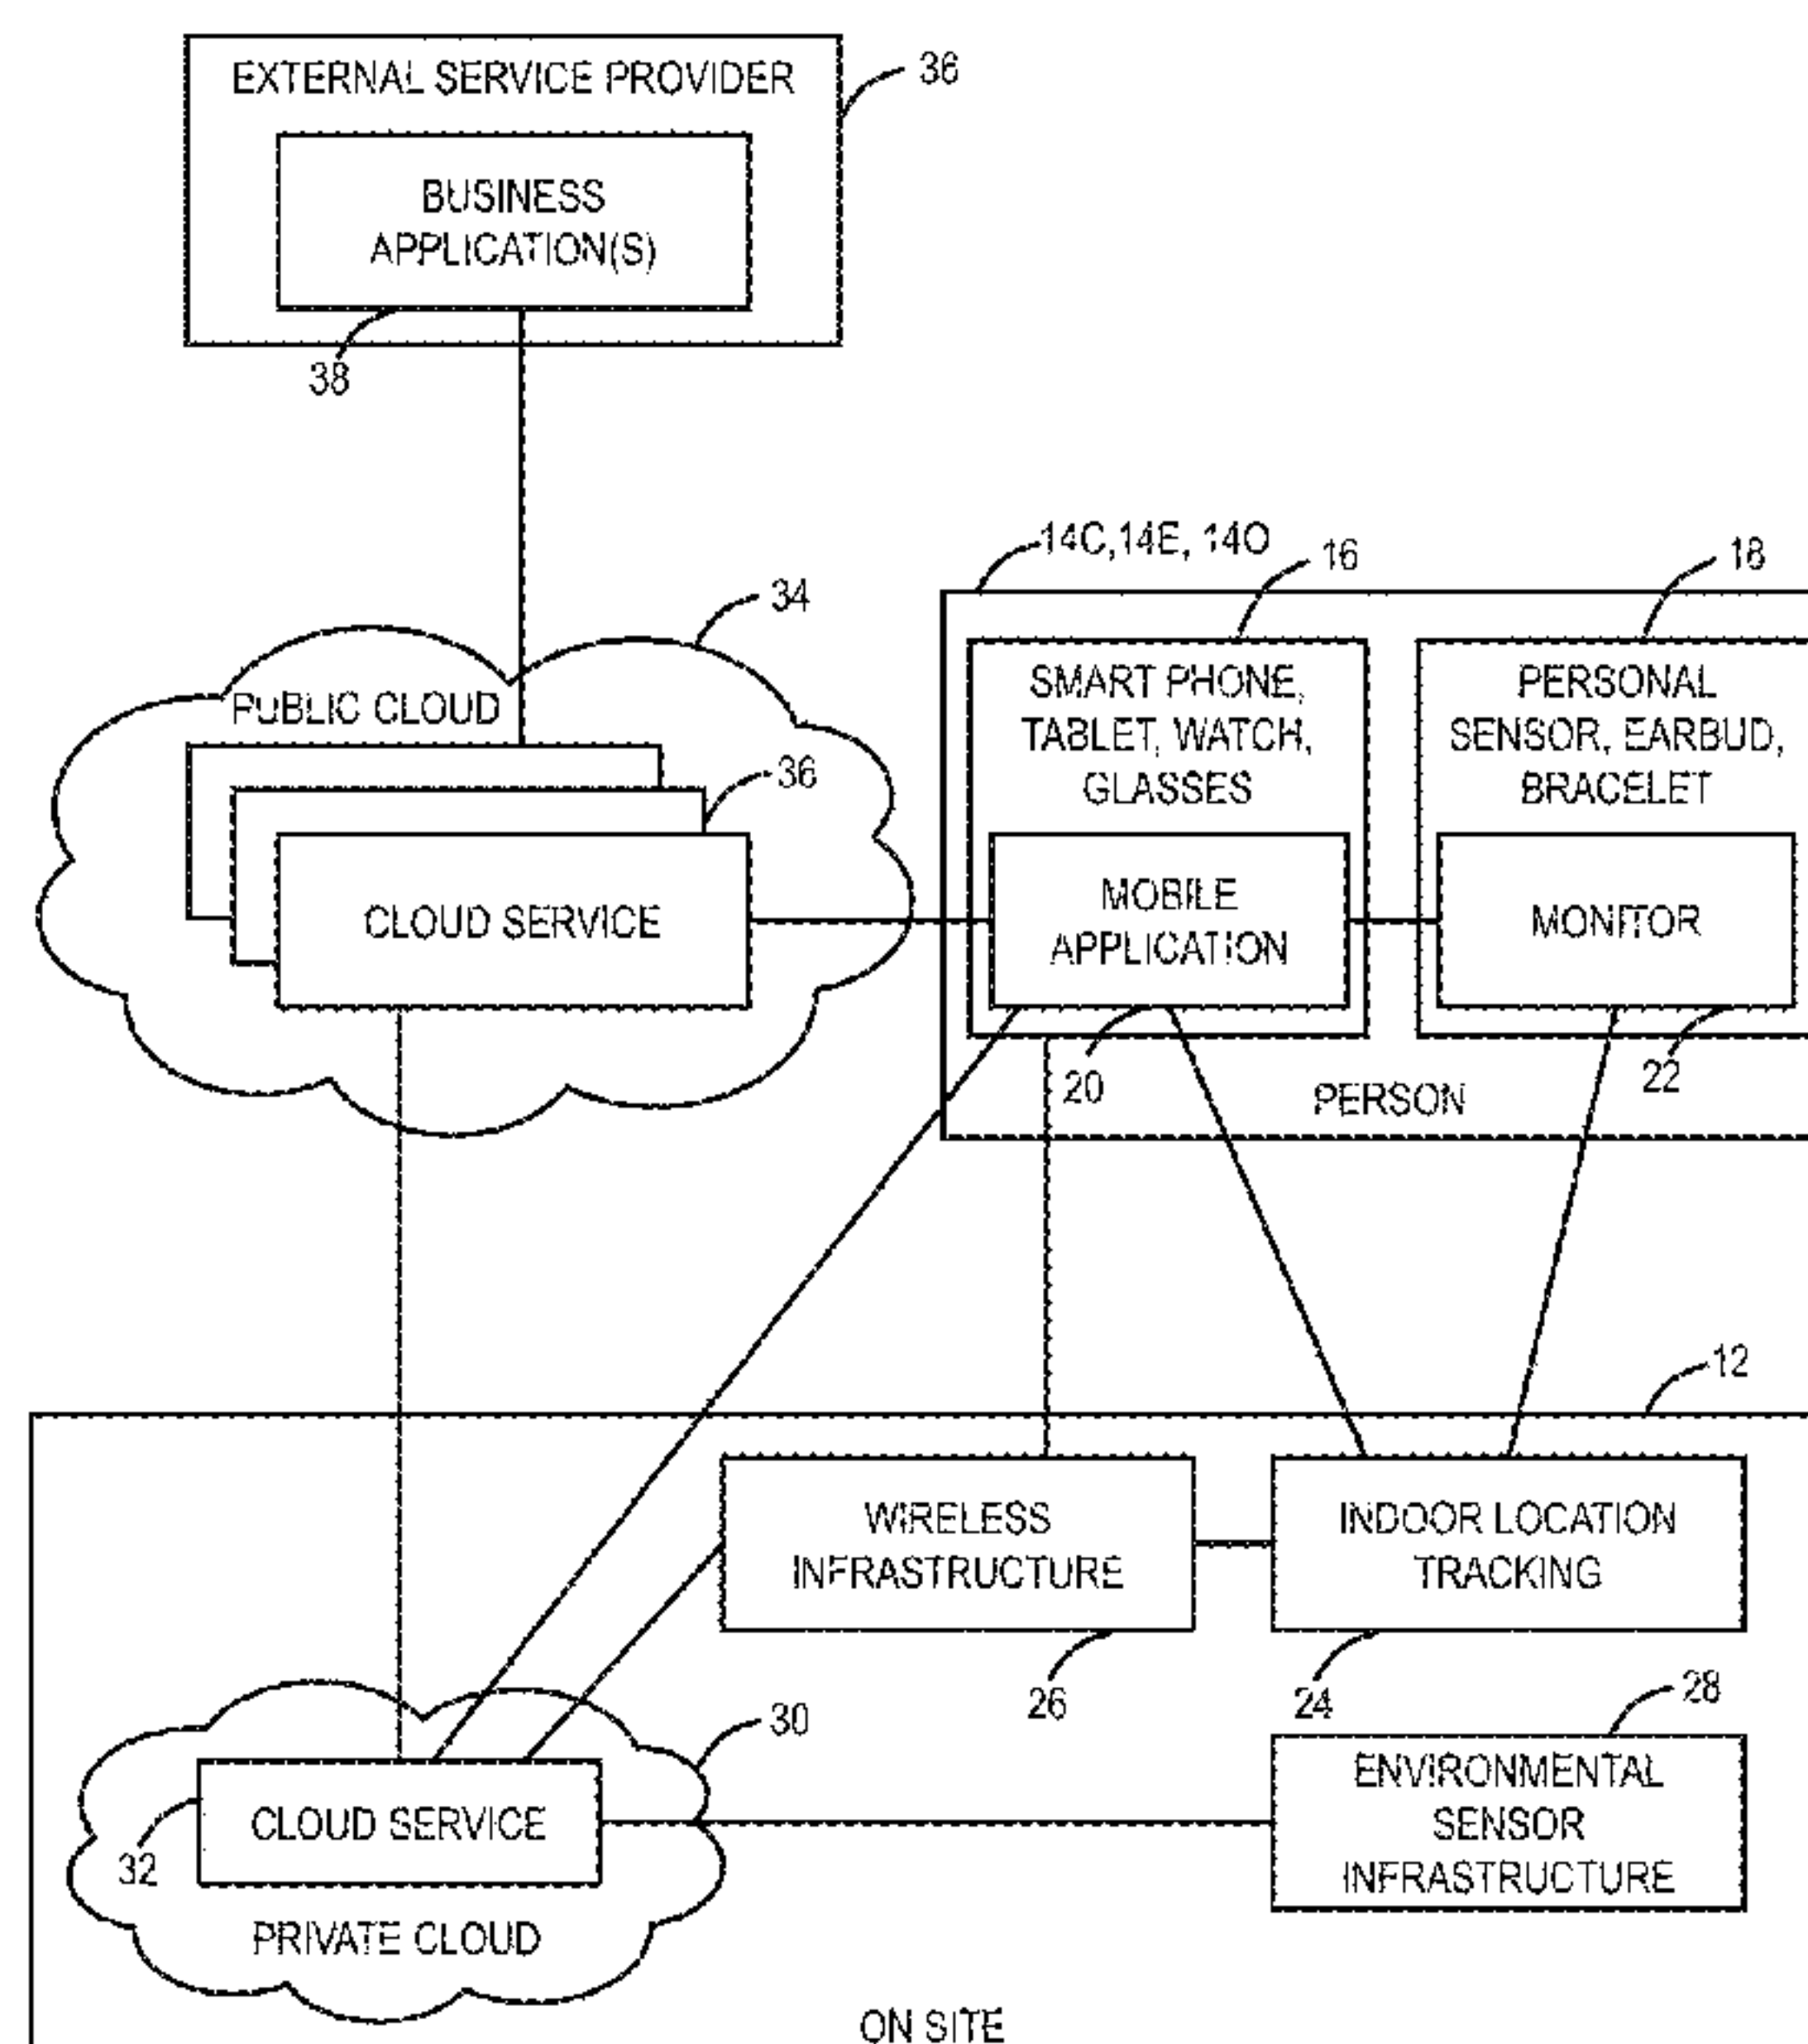 EXTERNAL SERVICE PROVIDER
36
BUSINESS
APPLICATION(S)
38
14C,14E, 14O
16
18
34
PUBLIC CLOUD
36
CLOUD SERVICE
SMART PHONE,
TABLET, WATCH,
GLASSES
MOBILE
APPLICATION
20
PERSONAL
SENSOR, EARBUD,
BRACELET
MONITOR
22
PERSON
12
WIRELESS
INFRASTRUCTURE
26
INDOOR LOCATION
TRACKING
24
28
ENVIRONMENTAL
SENSOR
INFRASTRUCTURE
30
CLOUD SERVICE
32
PRIVATE CLOUD
ON SITE